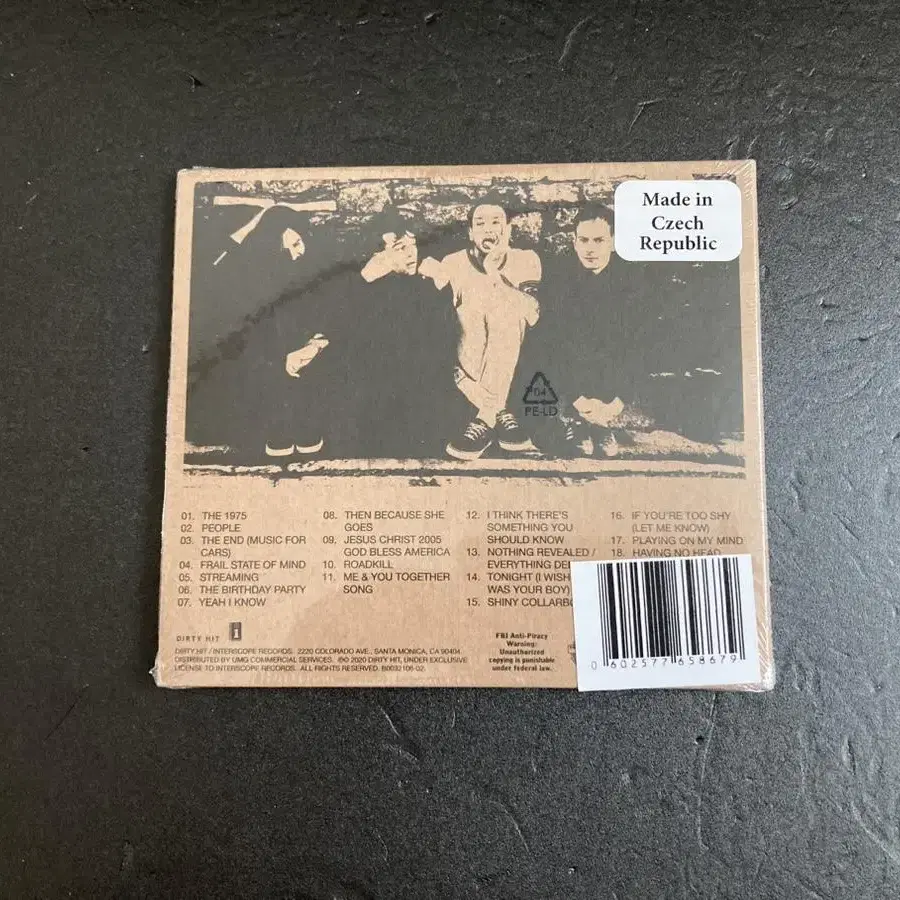 Made in
Czech
Republic
04
PE-LD
01. THE 1975
02. PEOPLE
03. THE END (MUSIC FOR
CARS)
04. FRAIL STATE OF MIND
05. STREAMING
06. THE BIRTHDAY PARTY
07. YEAH I KNOW
08. THEN BECAUSE SHE
GOES
09. JESUS CHRIST 2005
GOD BLESS AMERICA
10. ROADKILL
11. ME & YOU TOGETHER
SONG
12. I THINK THERE'S
SOMETHING YOU
SHOULD KNOW
13. NOTHING REVEALED /
EVERYTHING DE
14. TONIGHT (I WISH
WAS YOUR BOY)
15. SHINY COLLARBO
16. IF YOU'RE TOO SHY
(LET ME KNOW)
17. PLAYING ON MY MIND
18. HAVING NO HEAD
DIRTY HIT
DIRTY HIT / INTERSCOPE RECORDS. 2220 COLORADO AVE., SANTA MONICA, CA 90404.
DISTRIBUTED BY UMG COMMERCIAL SERVICES. ℗© 2020 DIRTY HIT, UNDER EXCLUSIVE
LICENSE TO INTERSCOPE RECORDS. ALL RIGHTS RESERVED. B0032106-02.
FBI Anti-Piracy
Warning:
Unauthorized
copying is punishable
under federal law.
0 602577 658679